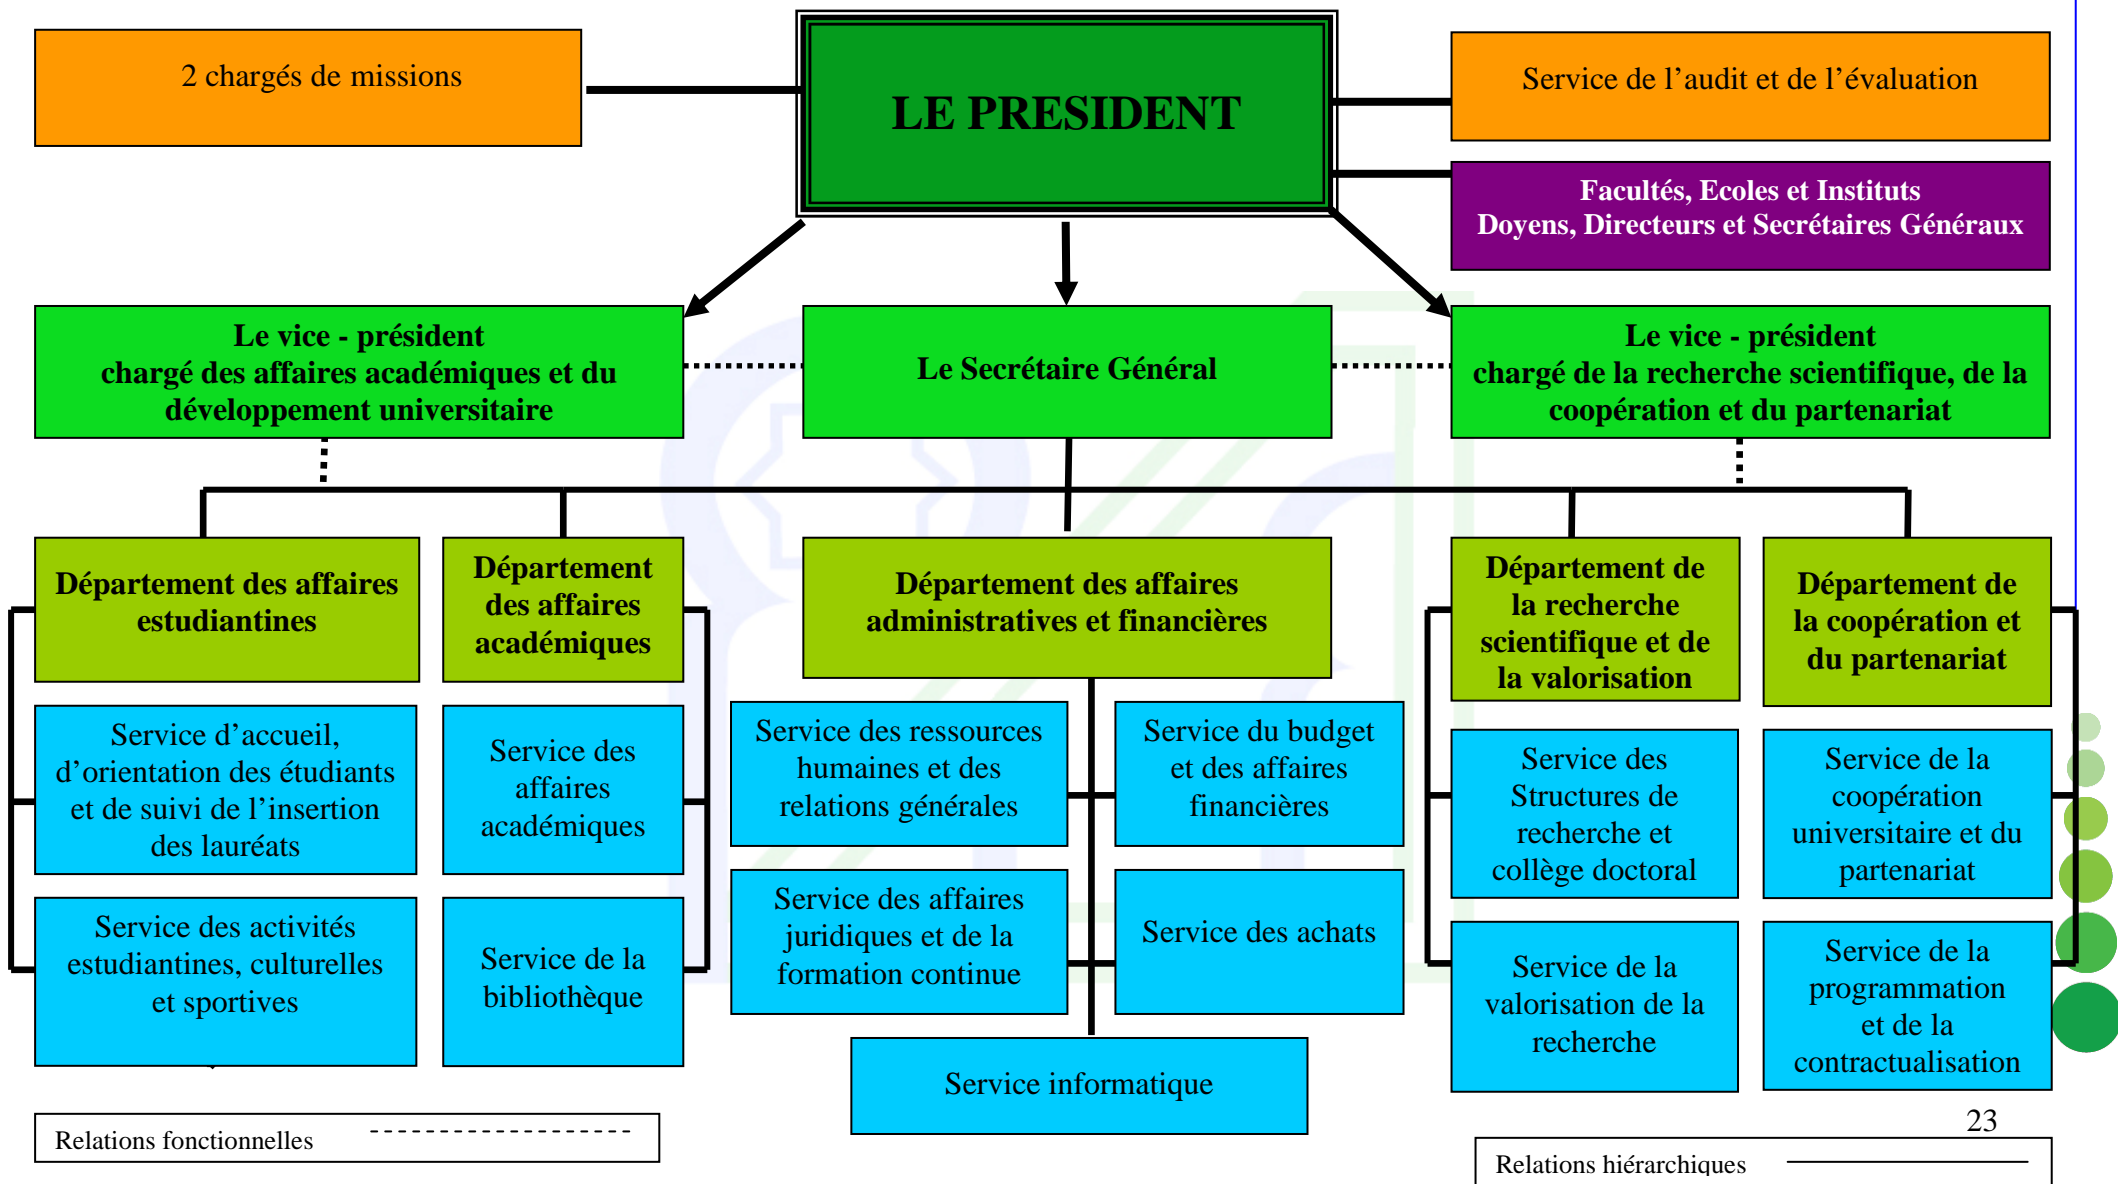 2 chargés de missions
LE PRESIDENT
Service de l’audit et de l’évaluation
Facultés, Ecoles et Instituts
Doyens, Directeurs et Secrétaires Généraux
Le vice - président
chargé des affaires académiques et du
développement universitaire
Le Secrétaire Général
Le vice - président
chargé de la recherche scientifique, de la
coopération et du partenariat
Département des affaires
estudiantines
Département
des affaires
académiques
Département des affaires
administratives et financières
Département de
la recherche
scientifique et de
la valorisation
Département de
la coopération et
du partenariat
Service d’accueil,
d’orientation des étudiants
et de suivi de l’insertion
des lauréats
Service des
affaires
académiques
Service des ressources
humaines et des
relations générales
Service du budget
et des affaires
financières
Service des
Structures de
recherche et
collège doctoral
Service de la
coopération
universitaire et du
partenariat
Service des activités
estudiantines, culturelles
et sportives
Service de la
bibliothèque
Service des affaires
juridiques et de la
formation continue
Service des achats
Service de la
valorisation de la
recherche
Service de la
programmation
et de la
contractualisation
Service informatique
Relations fonctionnelles
23
Relations hiérarchiques